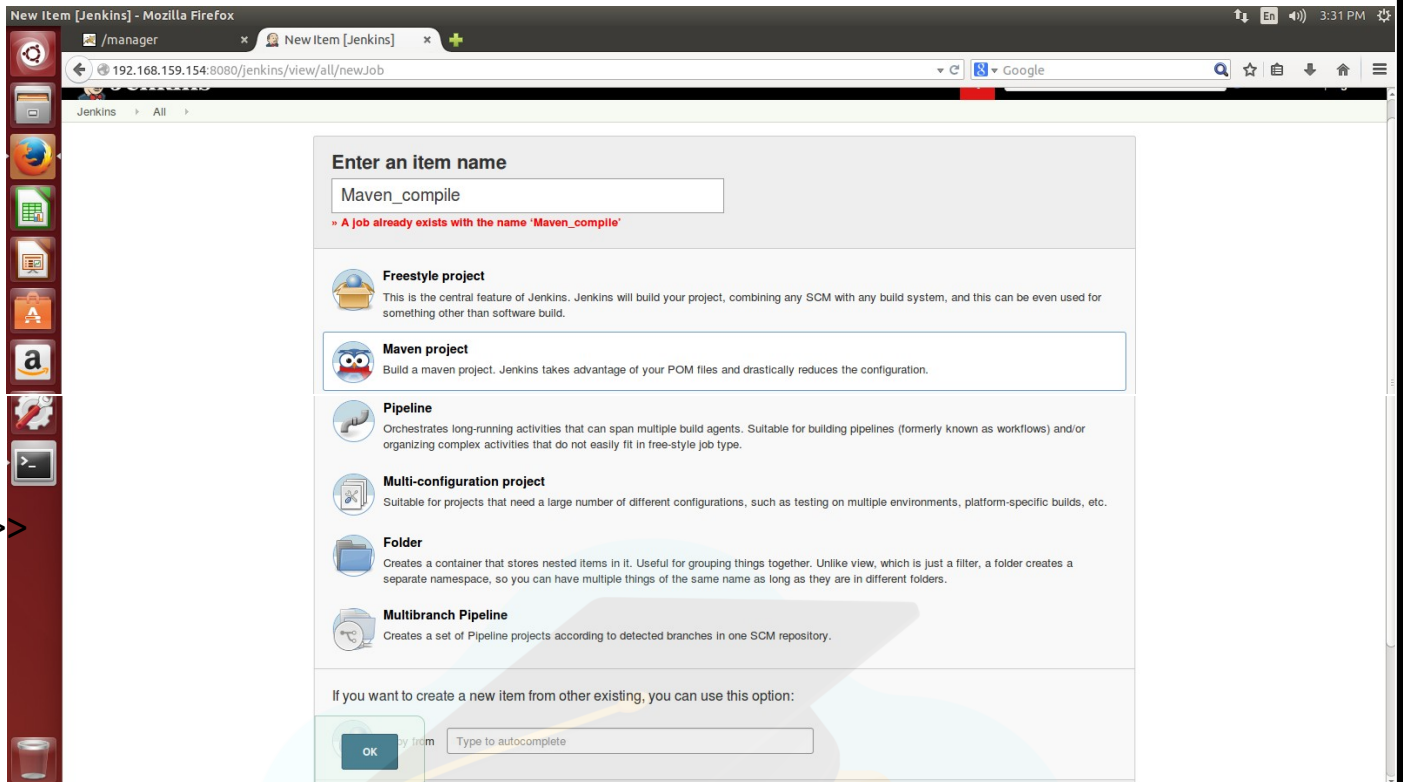 New Item [Jenkins] - Mozilla Firefox
En
3:31 PM
/manager
New Item [Jenkins]
192.168.159.154:8080/jenkins/view/all/newJob
Google
Jenkins
All
Enter an item name
Maven_compile
» A job already exists with the name ‘Maven_compile’
Freestyle project
This is the central feature of Jenkins. Jenkins will build your project, combining any SCM with any build system, and this can be even used for
something other than software build.
Maven project
Build a maven project. Jenkins takes advantage of your POM files and drastically reduces the configuration.
Pipeline
Orchestrates long-running activities that can span multiple build agents. Suitable for building pipelines (formerly known as workflows) and/or
organizing complex activities that do not easily fit in free-style job type.
Multi-configuration project
Suitable for projects that need a large number of different configurations, such as testing on multiple environments, platform-specific builds, etc.
Folder
Creates a container that stores nested items in it. Useful for grouping things together. Unlike view, which is just a filter, a folder creates a
separate namespace, so you can have multiple things of the same name as long as they are in different folders.
Multibranch Pipeline
Creates a set of Pipeline projects according to detected branches in one SCM repository.
If you want to create a new item from other existing, you can use this option:
from
Type to autocomplete
OK